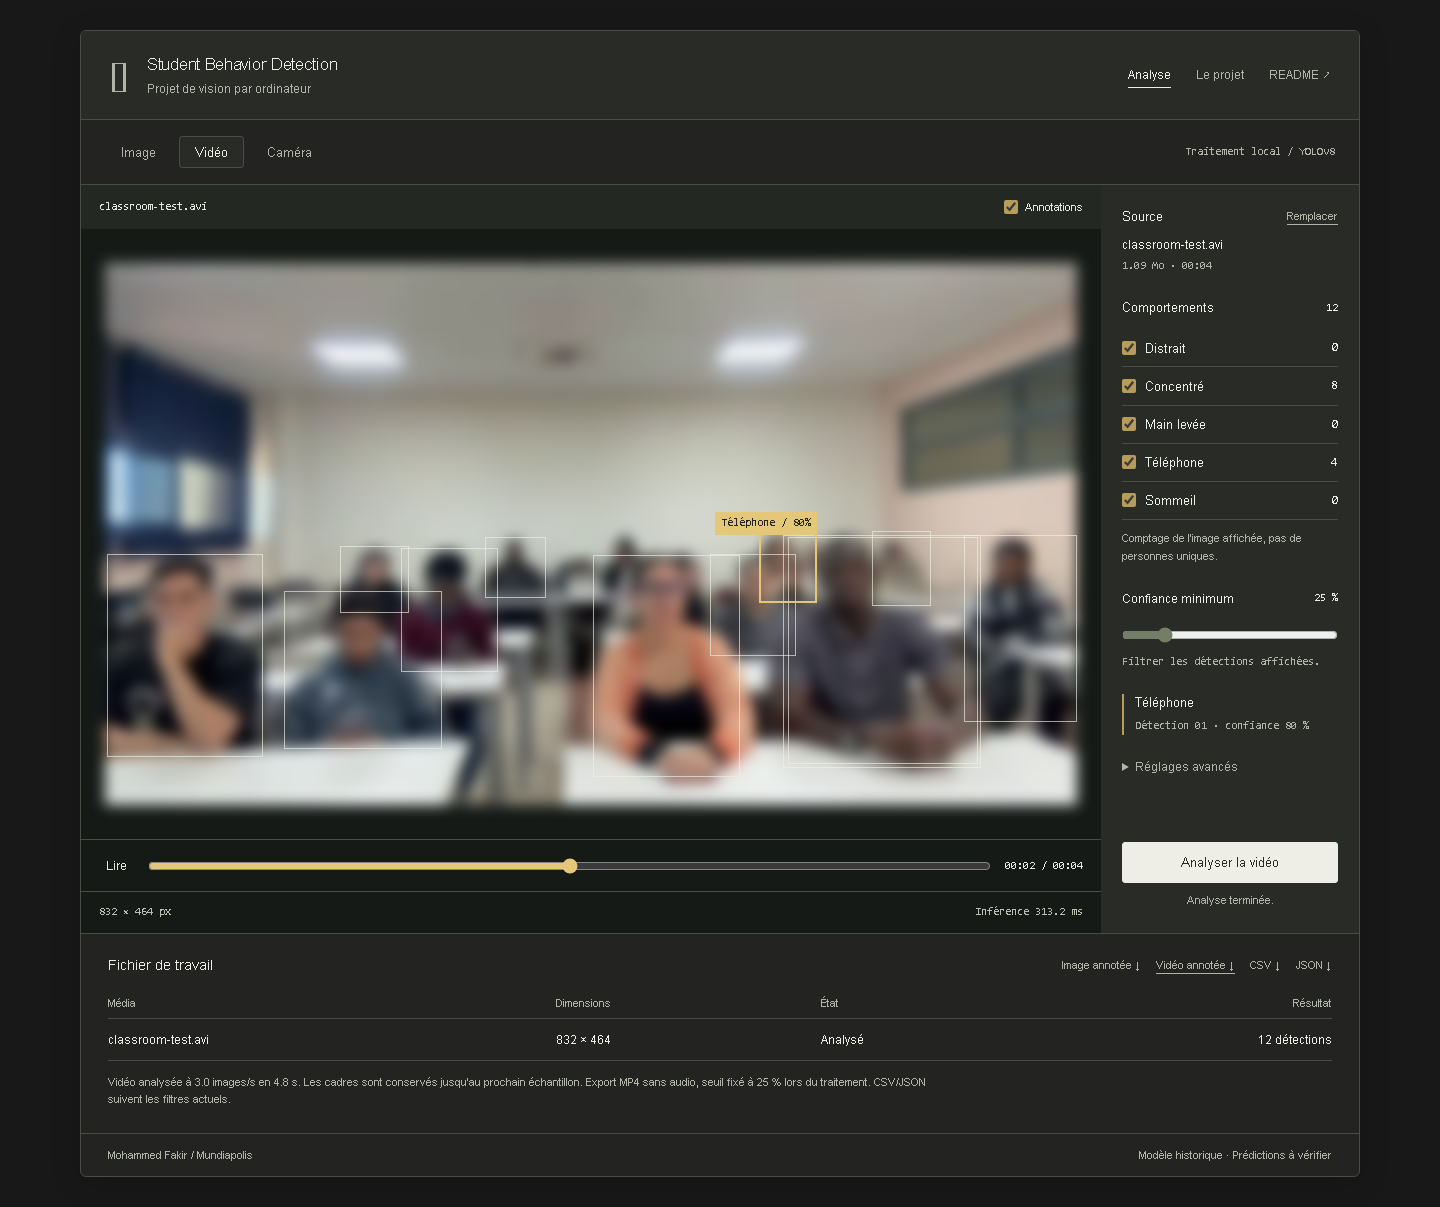 Student Behavior Detection
Projet de vision par ordinateur
Analyse
Le projet
README ↗
Image
Vidéo
Caméra
Traitement local / YOLOv8
classroom-test.avi
Annotations
Source
Remplacer
classroom-test.avi
1.09 Mo · 00:04
Comportements
12
Distrait
0
Concentré
8
Main levée
0
Téléphone
4
Sommeil
0
Comptage de l'image affichée, pas de
personnes uniques.
Confiance minimum
25 %
Filtrer les détections affichées.
Téléphone
Détection 01 · confiance 80 %
Réglages avancés
Analyser la vidéo
Analyse terminée.
Téléphone / 80%
Lire
00:02 / 00:04
832 × 464 px
Inférence 313.2 ms
Fichier de travail
Image annotée ↓
Vidéo annotée ↓
CSV ↓
JSON ↓
Média
Dimensions
État
Résultat
classroom-test.avi
832 × 464
Analysé
12 détections
Vidéo analysée à 3.0 images/s en 4.8 s. Les cadres sont conservés jusqu'au prochain échantillon. Export MP4 sans audio, seuil fixé à 25 % lors du traitement. CSV/JSON
suivent les filtres actuels.
Mohammed Fakir / Mundiapolis
Modèle historique · Prédictions à vérifier